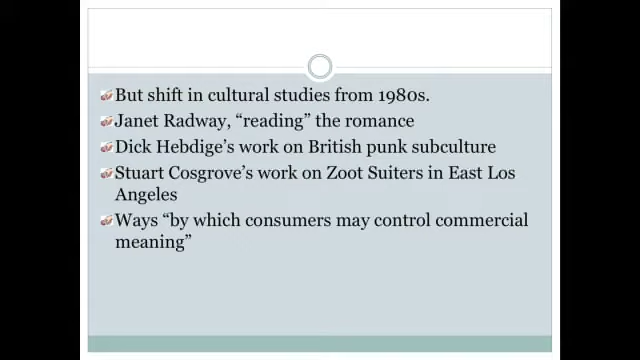 But shift in cultural studies from 1980s.
Janet Radway, “reading” the romance
Dick Hebdige’s work on British punk subculture
Stuart Cosgrove’s work on Zoot Suiters in East Los
Angeles
Ways “by which consumers may control commercial
meaning”